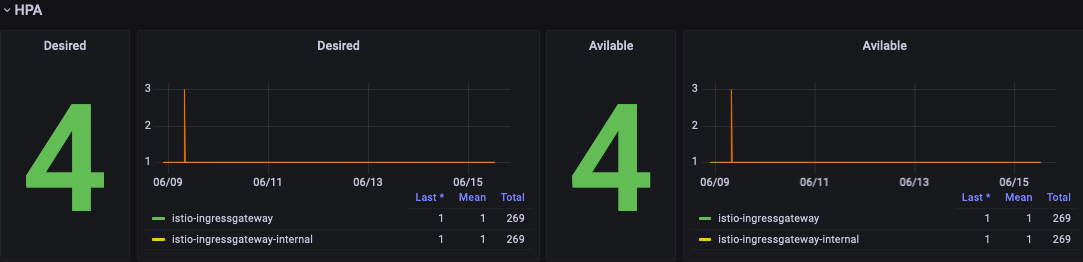 HPA
Desired
4
Desired
3
2
1
06/09 06/11 06/13 06/15
Last * Mean Total
istio-ingressgateway 1 1 269
istio-ingressgateway-internal 1 1 269
Avilable
4
Avilable
3
2
1
06/09 06/11 06/13 06/15
Last * Mean Total
istio-ingressgateway 1 1 269
istio-ingressgateway-internal 1 1 269